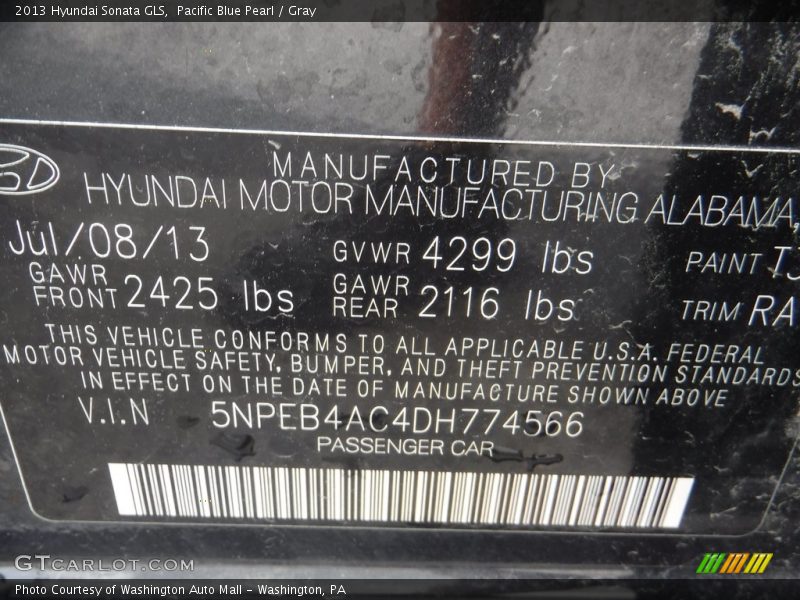 2013 Hyundai Sonata GLS, Pacific Blue Pearl / Gray
MANUFACTURED BY
HYUNDAI MOTOR MANUFACTURING ALABAMA,
Jul/08/13 GVWR 4299 lbs PAINT
GAWR FRONT 2425 lbs GAWR REAR 2116 lbs TRIM RA
THIS VEHICLE CONFORMS TO ALL APPLICABLE U.S.A. FEDERAL
MOTOR VEHICLE SAFETY, BUMPER, AND THEFT PREVENTION STANDARDS
IN EFFECT ON THE DATE OF MANUFACTURE SHOWN ABOVE
V.I.N 5NPEB4AC4DH774566
PASSENGER CAR
GTCARLOT.COM
Photo Courtesy of Washington Auto Mall - Washington, PA